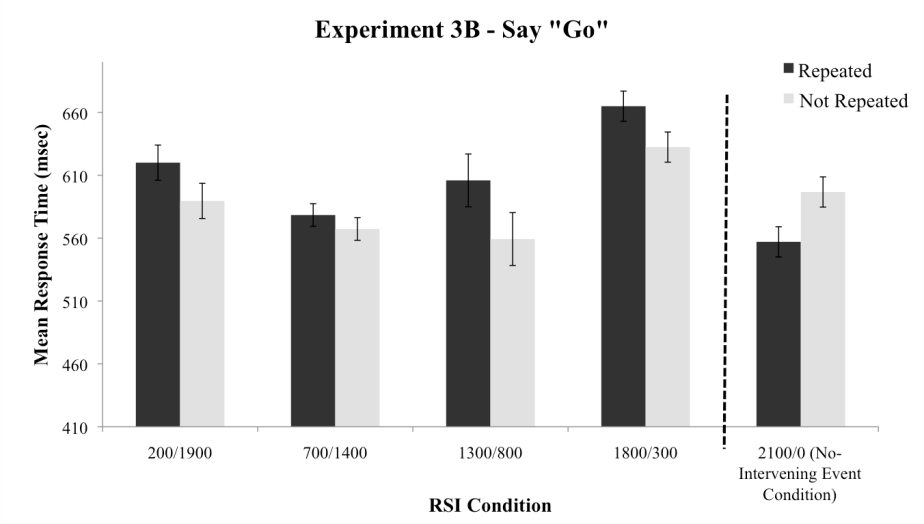 Experiment 3B - Say "Go"
Repeated
Not Repeated
Mean Response Time (msec)
660
610
560
510
460
410
200/1900
700/1400
1300/800
1800/300
2100/0 (No-
Intervening Event
Condition)
RSI Condition